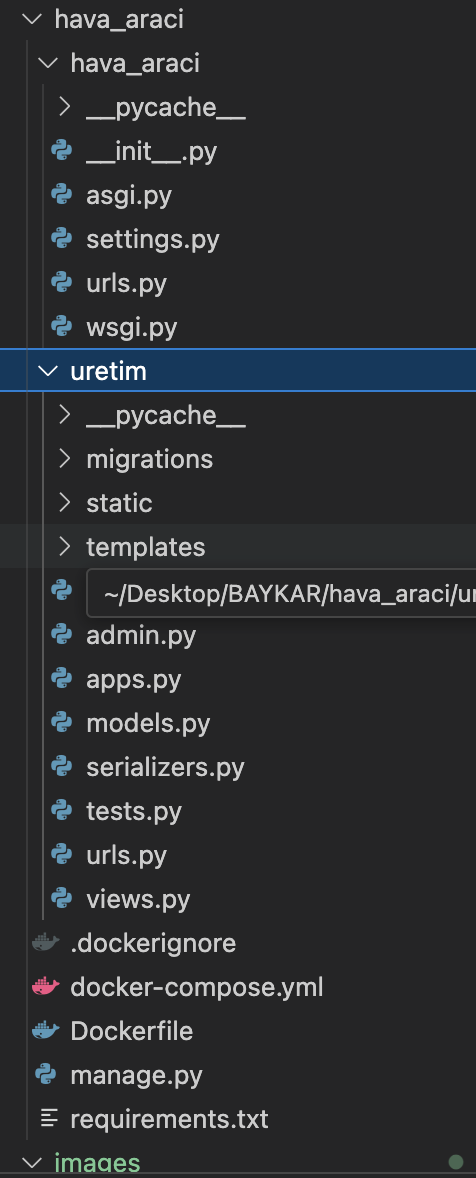 hava_araci
hava_araci
__pycache__
__init__.py
asgi.py
settings.py
urls.py
wsgi.py
uretim
__pycache__
migrations
static
templates
~/Desktop/BAYKAR/hava_araci/ur
admin.py
apps.py
models.py
serializers.py
tests.py
urls.py
views.py
.dockerignore
docker-compose.yml
Dockerfile
manage.py
requirements.txt
images